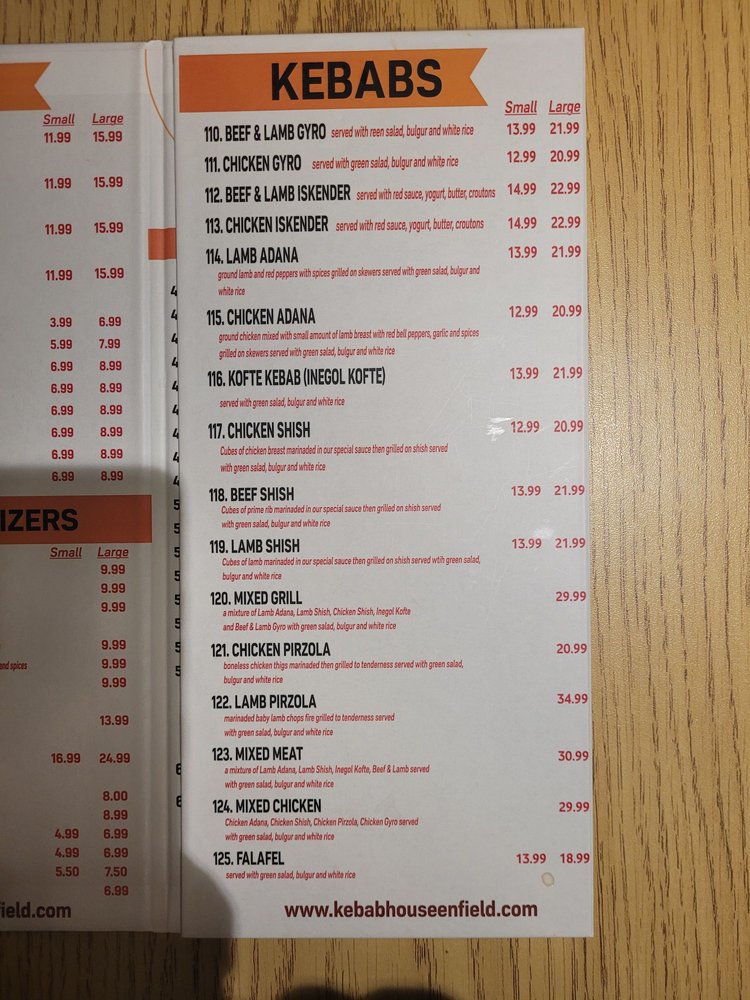 Small Large
11.99 15.99
11.99 15.99
11.99 15.99
11.99 15.99
3.99 6.99
5.99 7.99
6.99 8.99
6.99 8.99
6.99 8.99
6.99 8.99
6.99 8.99
6.99 8.99
IZERS
Small Large
9.99
9.99
9.99
9.99
and spices 9.99
9.99
13.99
16.99 24.99
8.00
8.99
4.99 6.99
4.99 6.99
5.50 7.50
6.99
ield.com
KEBABS
Small Large
110. BEEF & LAMB GYRO served with reen salad, bulgur and white rice 13.99 21.99
111. CHICKEN GYRO served with green salad, bulgur and white rice 12.99 20.99
112. BEEF & LAMB ISKENDER served with red sauce, yogurt, butter, croutons 14.99 22.99
113. CHICKEN ISKENDER served with red sauce, yogurt, butter, croutons 14.99 22.99
114. LAMB ADANA 13.99 21.99
ground lamb and red peppers with spices grilled on skewers served with green salad, bulgur and
white rice
115. CHICKEN ADANA 12.99 20.99
ground chicken mixed with small amount of lamb breast with red bell peppers, garlic and spices
grilled on skewers served with green salad, bulgur and white rice
116. KOFTE KEBAB (INEGOL KOFTE) 13.99 21.99
served with green salad, bulgur and white rice
117. CHICKEN SHISH 12.99 20.99
Cubes of chicken breast marinaded in our special sauce then grilled on shish served
with green salad, bulgur and white rice
118. BEEF SHISH 13.99 21.99
Cubes of prime rib marinaded in our special sauce then grilled on shish served
with green salad, bulgur and white rice
119. LAMB SHISH 13.99 21.99
Cubes of lamb marinaded in our special sauce then grilled on shish served wtih green salad,
bulgur and white rice
120. MIXED GRILL 29.99
a mixture of Lamb Adana, Lamb Shish, Chicken Shish, Inegol Kofte
and Beef & Lamb Gyro with green salad, bulgur and white rice
121. CHICKEN PIRZOLA 20.99
boneless chicken thigs marinaded then grilled to tenderness served with green salad,
bulgur and white rice
122. LAMB PIRZOLA 34.99
marinaded baby lamb chops fire grilled to tenderness served
with green salad, bulgur and white rice
123. MIXED MEAT 30.99
a mixture of Lamb Adana, Lamb Shish, Inegol Kofte, Beef & Lamb served
with green salad, bulgur and white rice
124. MIXED CHICKEN 29.99
Chicken Adana, Chicken Shish, Chicken Pirzola, Chicken Gyro served
with green salad, bulgur and white rice
125. FALAFEL 13.99 18.99
served with green salad, bulgur and white rice
www.kebabhouseenfield.com